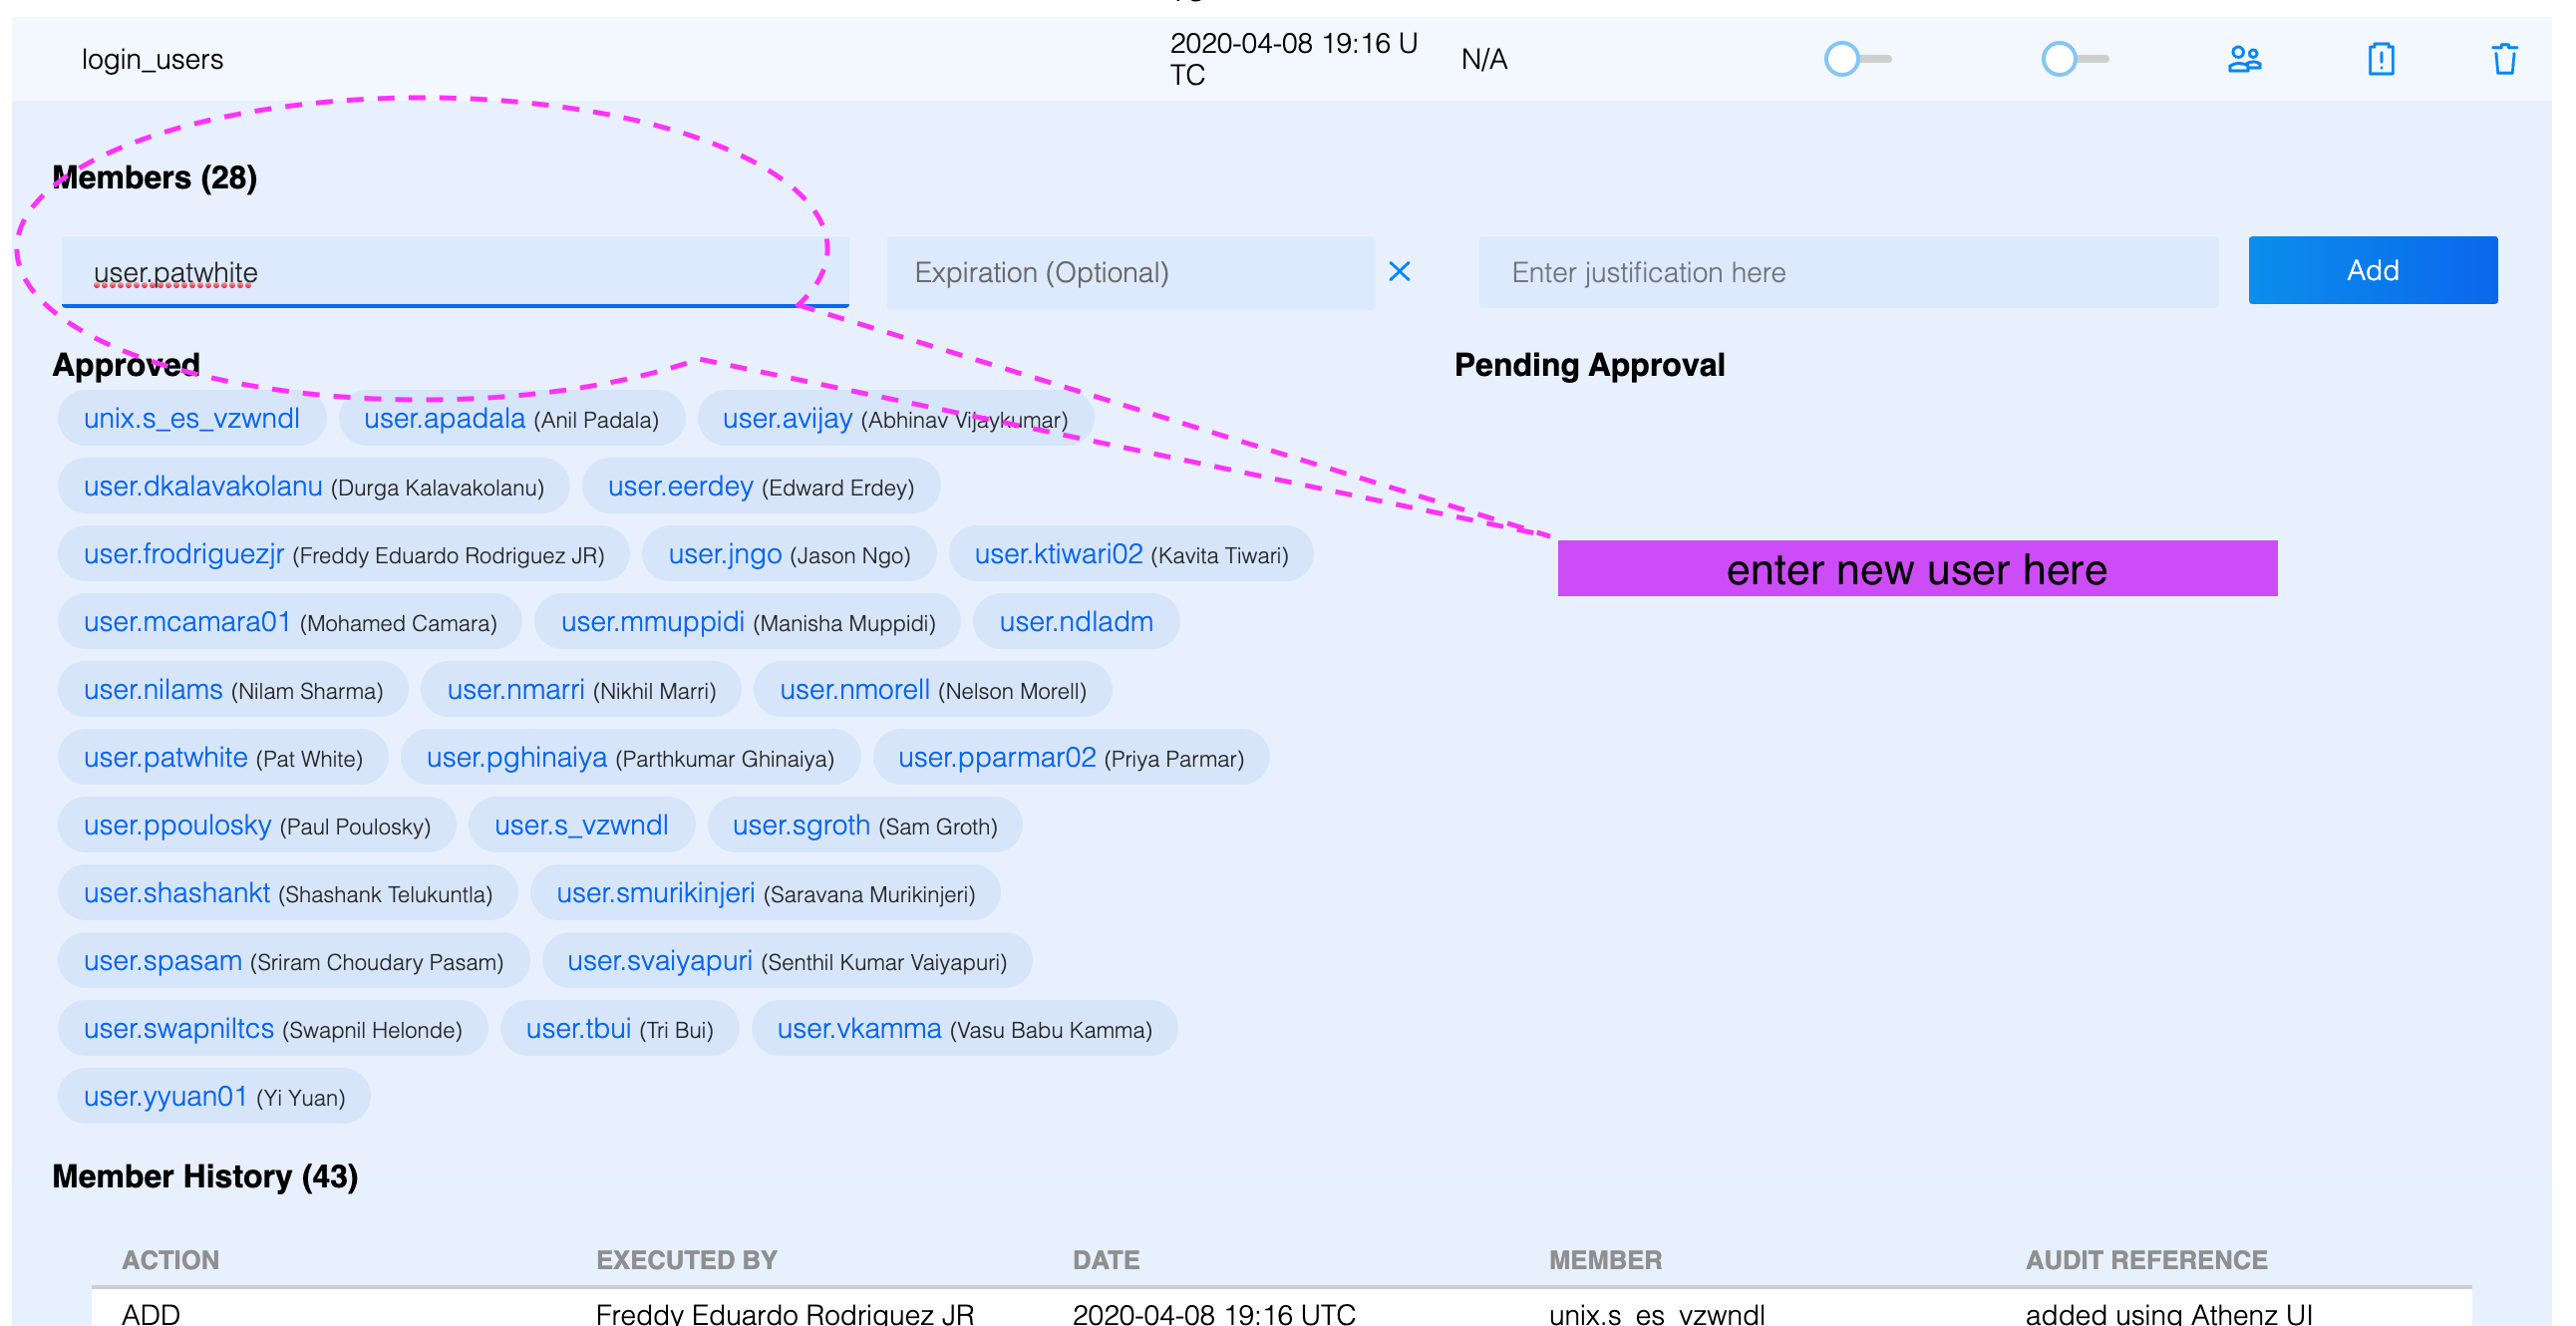 login_users 2020-04-08 19:16 U N/A
TC
Members (28)
user.patwhite Expiration (Optional) Enter justification here Add
Approved Pending Approval
unix.s_es_vzwndl user.apadala (Anil Padala) user.avijay (Abhinav Vijaykumar)
user.dkalavakolanu (Durga Kalavakolanu) user.eerdey (Edward Erdey)
user.frodriguezjr (Freddy Eduardo Rodriguez JR) user.jngo (Jason Ngo) user.ktiwari02 (Kavita Tiwari)
enter new user here
user.mcamara01 (Mohamed Camara) user.mmuppidi (Manisha Muppidi) user.ndladm
user.nilams (Nilam Sharma) user.nmarri (Nikhil Marri) user.nmorell (Nelson Morell)
user.patwhite (Pat White) user.pghinaiya (Parthkumar Ghinaiya) user.pparmar02 (Priya Parmar)
user.ppoulosky (Paul Poulosky) user.s_vzwndl user.sgroth (Sam Groth)
user.shashankt (Shashank Telukuntla) user.smurikinjeri (Saravana Murikinjeri)
user.spasam (Sriram Choudary Pasam) user.svaiyapuri (Senthil Kumar Vaiyapuri)
user.swapniltcs (Swapnil Helonde) user.tbui (Tri Bui) user.vkamma (Vasu Babu Kamma)
user.yyuan01 (Yi Yuan)
Member History (43)
ACTION EXECUTED BY DATE MEMBER AUDIT REFERENCE
ADD Freddy Eduardo Rodriguez JR 2020-04-08 19:16 UTC unix.s_es_vzwndl added using Athenz UI